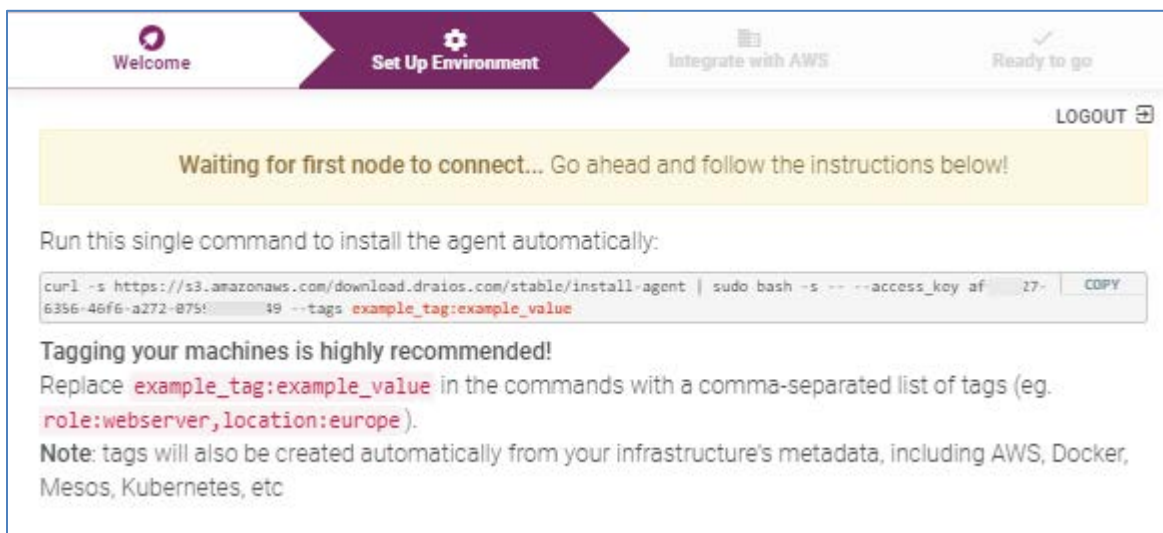 Welcome
Set Up Environment
Integrate with AWS
Ready to go
LOGOUT
Waiting for first node to connect... Go ahead and follow the instructions below!
Run this single command to install the agent automatically:
curl -s https://s3.amazonaws.com/download.draios.com/stable/install-agent | sudo bash -s -- --access_key af 27-
COPY
6356-46f6-a272-075 49 --tags example_tag:example_value
Tagging your machines is highly recommended!
Replace example_tag:example_value in the commands with a comma-separated list of tags (eg.
role:webserver,location:europe).
Note: tags will also be created automatically from your infrastructure's metadata, including AWS, Docker,
Mesos, Kubernetes, etc